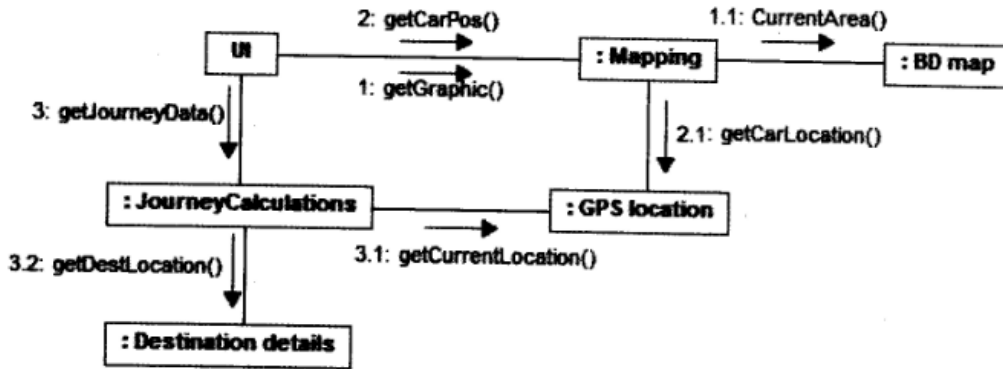 2: getCarPos()
1.1: CurrentArea()
UI
: Mapping
: BD map
1: getGraphic()
3: getJourneyData()
2.1: getCarLocation()
: JourneyCalculations
: GPS location
3.1: getCurrentLocation()
3.2: getDestLocation()
: Destination details